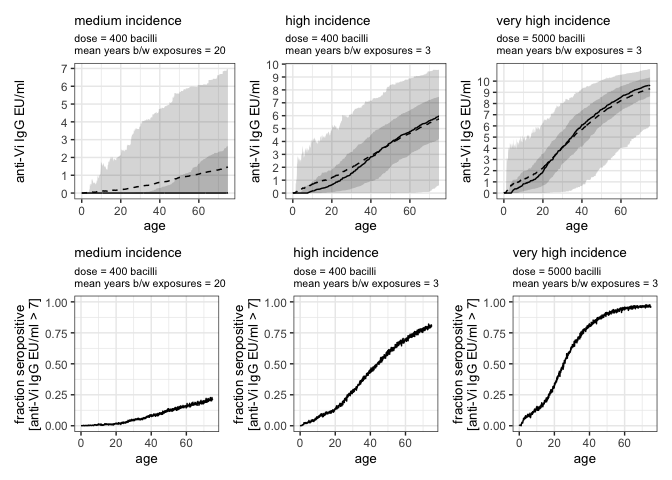 medium incidence
dose = 400 bacilli
mean years b/w exposures = 20
anti-Vi IgG EU/ml
7
6
5
4
3
2
1
0
0 20 40 60
age
high incidence
dose = 400 bacilli
mean years b/w exposures = 3
anti-Vi IgG EU/ml
10
9
8
7
6
5
4
3
2
1
0
0 20 40 60
age
very high incidence
dose = 5000 bacilli
mean years b/w exposures = 3
anti-Vi IgG EU/ml
10
9
8
7
6
5
4
3
2
1
0
0 20 40 60
age
medium incidence
dose = 400 bacilli
mean years b/w exposures = 20
fraction seropositive
[anti-Vi IgG EU/ml > 7]
1.00
0.75
0.50
0.25
0.00
0 20 40 60
age
high incidence
dose = 400 bacilli
mean years b/w exposures = 3
fraction seropositive
[anti-Vi IgG EU/ml > 7]
1.00
0.75
0.50
0.25
0.00
0 20 40 60
age
very high incidence
dose = 5000 bacilli
mean years b/w exposures = 3
fraction seropositive
[anti-Vi IgG EU/ml > 7]
1.00
0.75
0.50
0.25
0.00
0 20 40 60
age